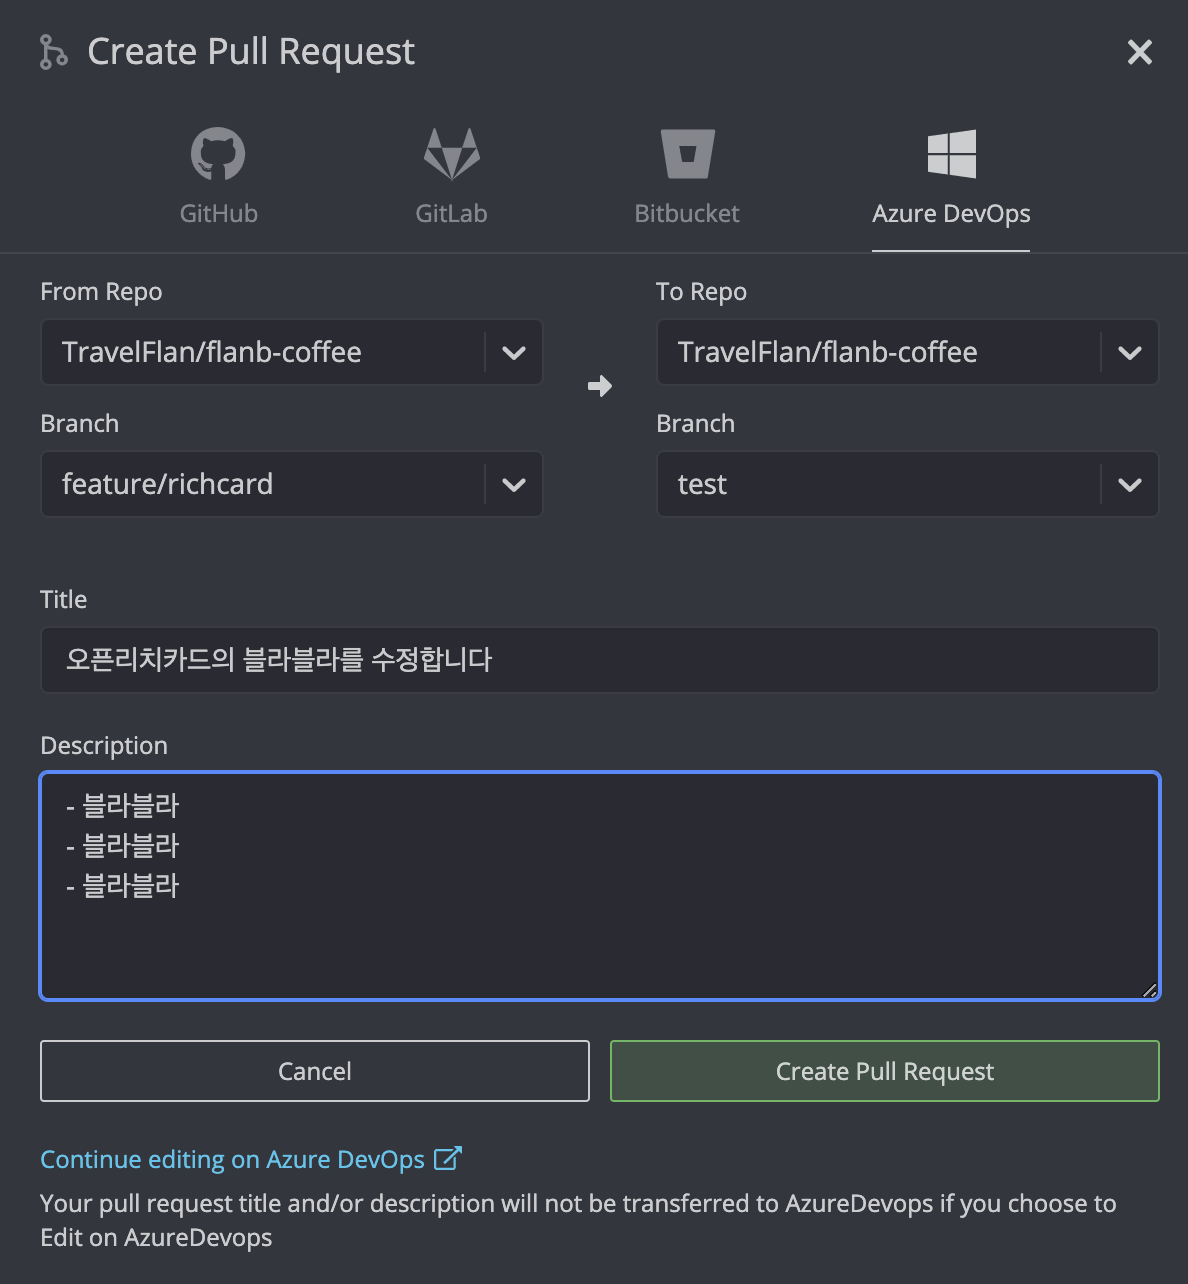 Create Pull Request
GitHub
GitLab
Bitbucket
Azure DevOps
From Repo
TravelFlan/flanb-coffee
Branch
feature/richcard
To Repo
TravelFlan/flanb-coffee
Branch
test
Title
오픈리치카드의 블라블라를 수정합니다
Description
- 블라블라
- 블라블라
- 블라블라
Cancel
Create Pull Request
Continue editing on Azure DevOps
Your pull request title and/or description will not be transferred to AzureDevops if you choose to
Edit on AzureDevops